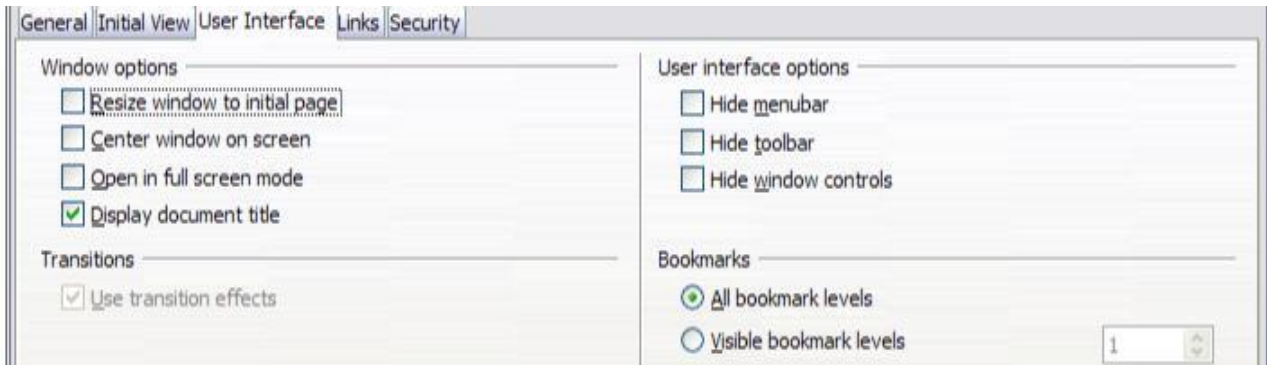 General Initial View User Interface Links Security
Window options
Resize window to initial page
Center window on screen
Open in full screen mode
Display document title
Transitions
Use transition effects
User interface options
Hide menubar
Hide toolbar
Hide window controls
Bookmarks
All bookmark levels
Visible bookmark levels 1